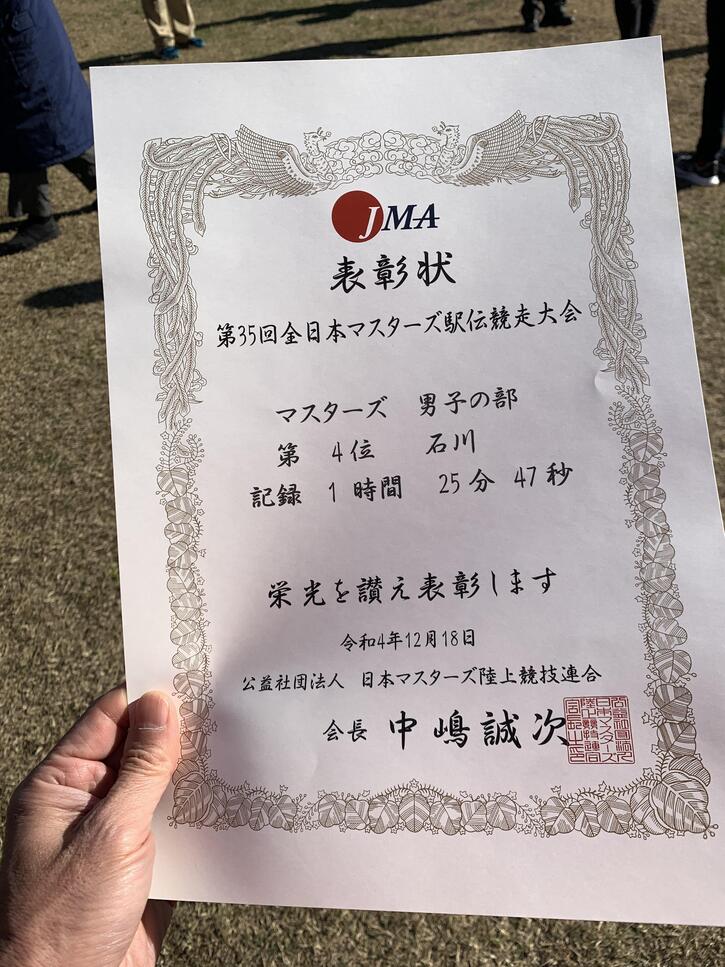 JMA
表彰状
第35回全日本マスターズ駅伝競走大会
マスターズ 男子の部
第 4位 石川
記録 1時間 25分 47秒
栄光を讃え表彰します
令和4年12月18日
公益社団法人 日本マスターズ陸上競技連合
会長 中嶋誠次